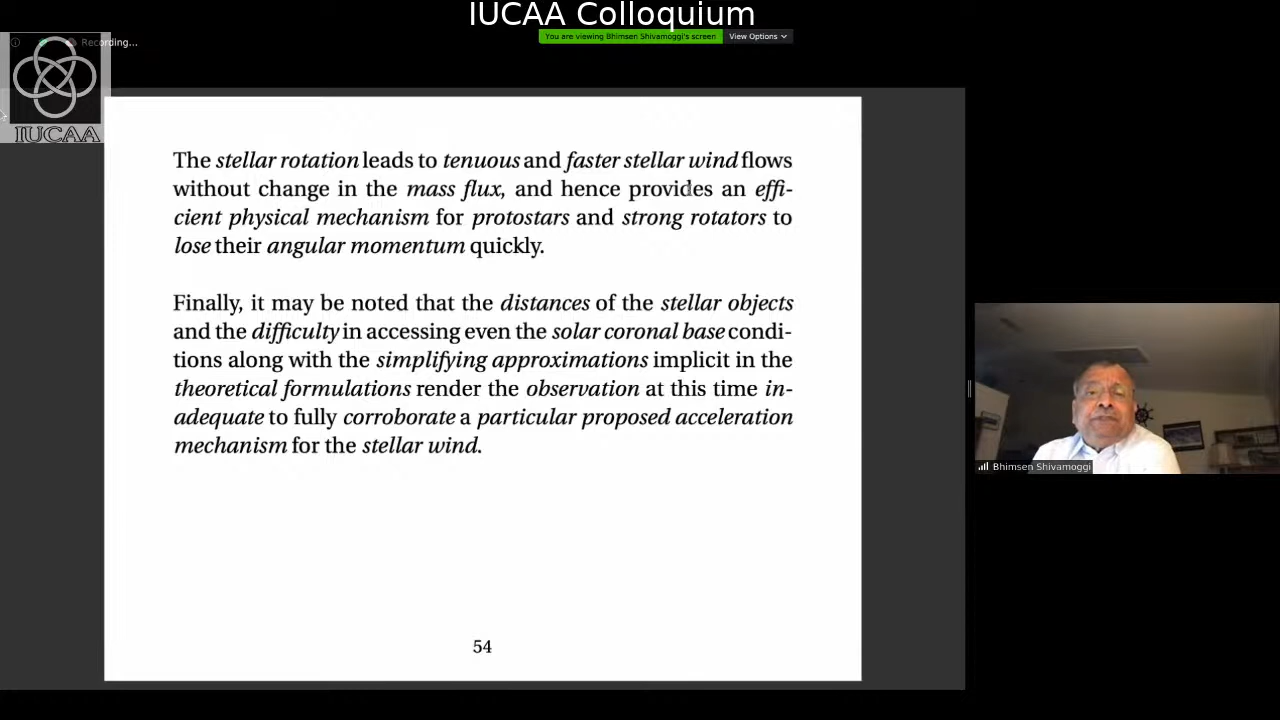 IUCAA Colloquium
Recording...
You are viewing Bhimsen Shivamoggi's screen
View Options
IUCAA
The stellar rotation leads to tenuous and faster stellar wind flows
without change in the mass flux, and hence provides an effi-
cient physical mechanism for protostars and strong rotators to
lose their angular momentum quickly.
Finally, it may be noted that the distances of the stellar objects
and the difficulty in accessing even the solar coronal base condi-
tions along with the simplifying approximations implicit in the
theoretical formulations render the observation at this time in-
adequate to fully corroborate a particular proposed acceleration
mechanism for the stellar wind.
54
Bhimsen Shivamoggi